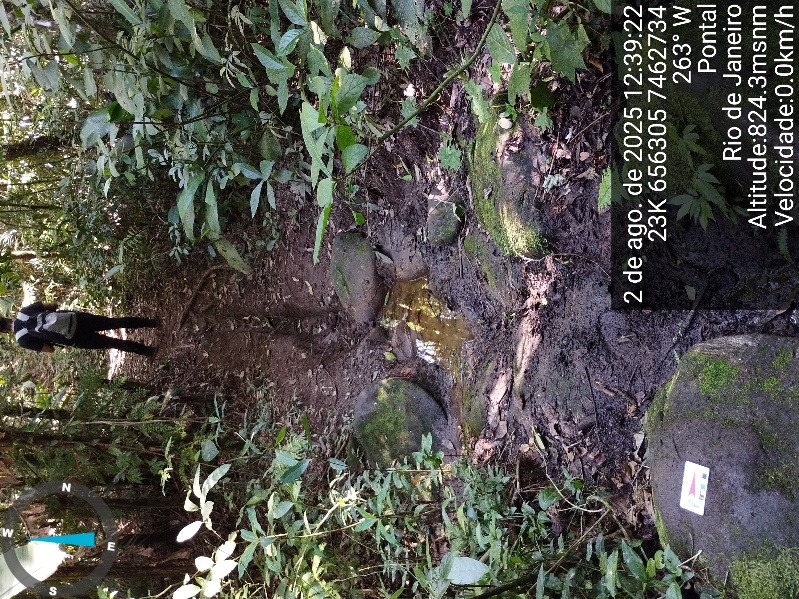 2 de ago. de 2025 12:39:22
23K 656305 7462734
263° W
Pontal
Rio de Janeiro
Altitude:824.3msnm
Velocidade:0.0km/h
N
W
E
S